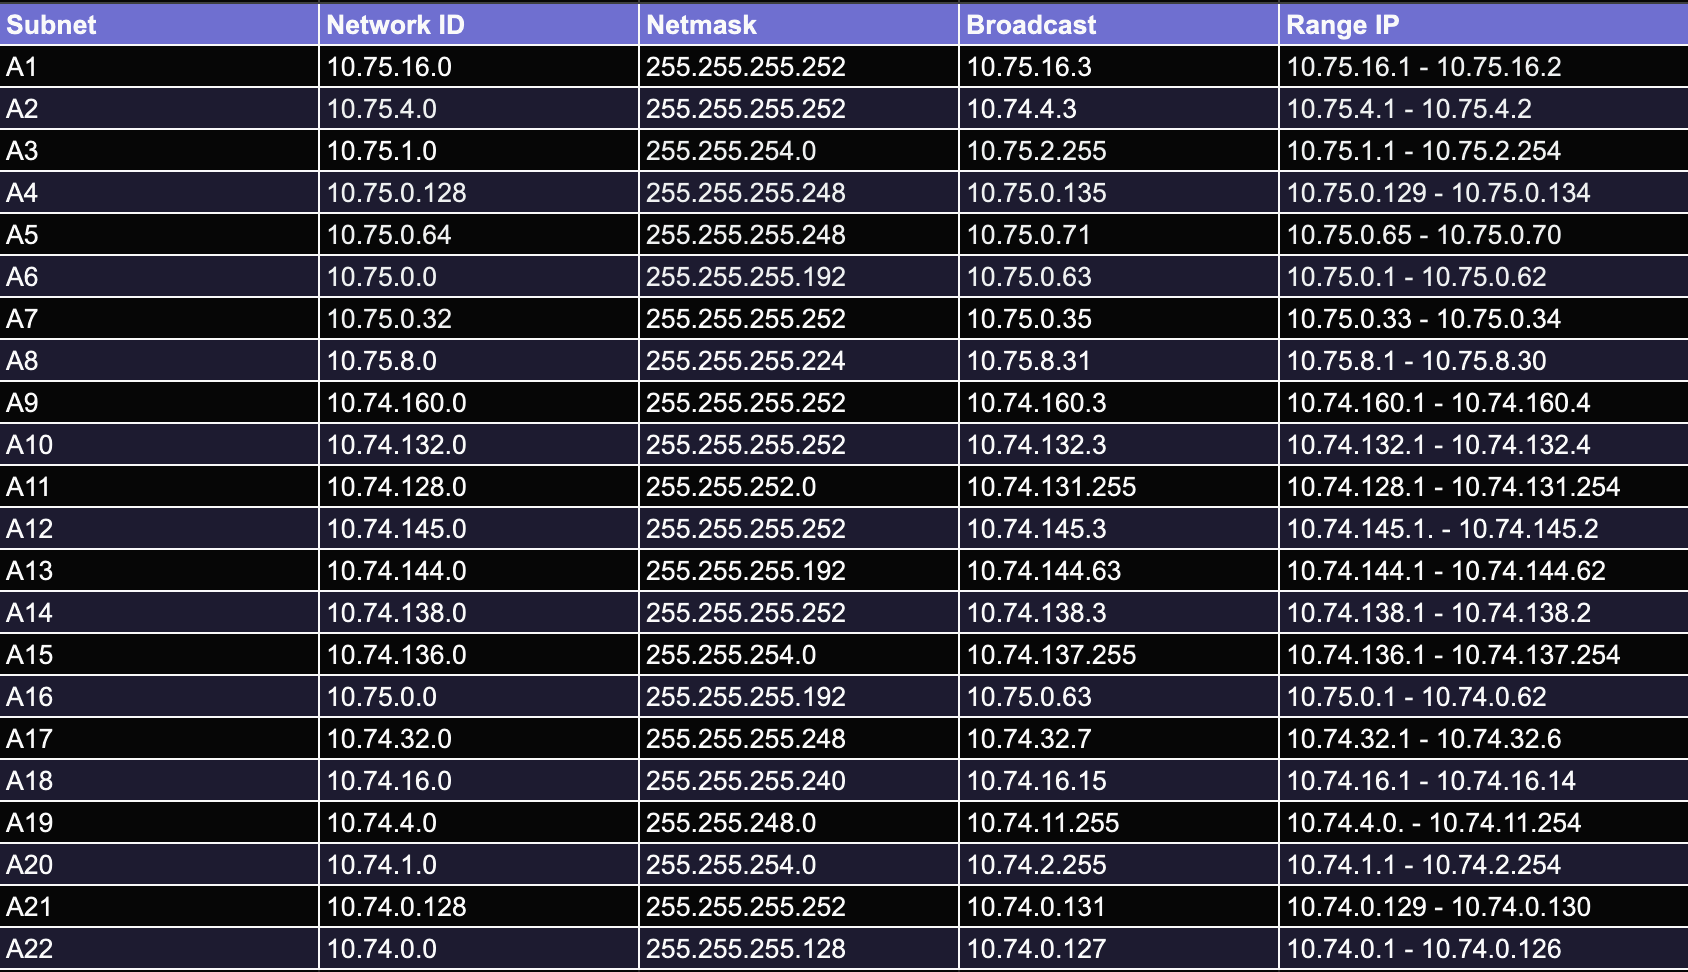 Subnet Network ID Netmask Broadcast Range IP
A1 10.75.16.0 255.255.255.252 10.75.16.3 10.75.16.1 - 10.75.16.2
A2 10.75.4.0 255.255.255.252 10.74.4.3 10.75.4.1 - 10.75.4.2
A3 10.75.1.0 255.255.254.0 10.75.2.255 10.75.1.1 - 10.75.2.254
A4 10.75.0.128 255.255.255.248 10.75.0.135 10.75.0.129 - 10.75.0.134
A5 10.75.0.64 255.255.255.248 10.75.0.71 10.75.0.65 - 10.75.0.70
A6 10.75.0.0 255.255.255.192 10.75.0.63 10.75.0.1 - 10.75.0.62
A7 10.75.0.32 255.255.255.252 10.75.0.35 10.75.0.33 - 10.75.0.34
A8 10.75.8.0 255.255.255.224 10.75.8.31 10.75.8.1 - 10.75.8.30
A9 10.74.160.0 255.255.255.252 10.74.160.3 10.74.160.1 - 10.74.160.4
A10 10.74.132.0 255.255.255.252 10.74.132.3 10.74.132.1 - 10.74.132.4
A11 10.74.128.0 255.255.252.0 10.74.131.255 10.74.128.1 - 10.74.131.254
A12 10.74.145.0 255.255.255.252 10.74.145.3 10.74.145.1. - 10.74.145.2
A13 10.74.144.0 255.255.255.192 10.74.144.63 10.74.144.1 - 10.74.144.62
A14 10.74.138.0 255.255.255.252 10.74.138.3 10.74.138.1 - 10.74.138.2
A15 10.74.136.0 255.255.254.0 10.74.137.255 10.74.136.1 - 10.74.137.254
A16 10.75.0.0 255.255.255.192 10.75.0.63 10.75.0.1 - 10.74.0.62
A17 10.74.32.0 255.255.255.248 10.74.32.7 10.74.32.1 - 10.74.32.6
A18 10.74.16.0 255.255.255.240 10.74.16.15 10.74.16.1 - 10.74.16.14
A19 10.74.4.0 255.255.248.0 10.74.11.255 10.74.4.0. - 10.74.11.254
A20 10.74.1.0 255.255.254.0 10.74.2.255 10.74.1.1 - 10.74.2.254
A21 10.74.0.128 255.255.255.252 10.74.0.131 10.74.0.129 - 10.74.0.130
A22 10.74.0.0 255.255.255.128 10.74.0.127 10.74.0.1 - 10.74.0.126